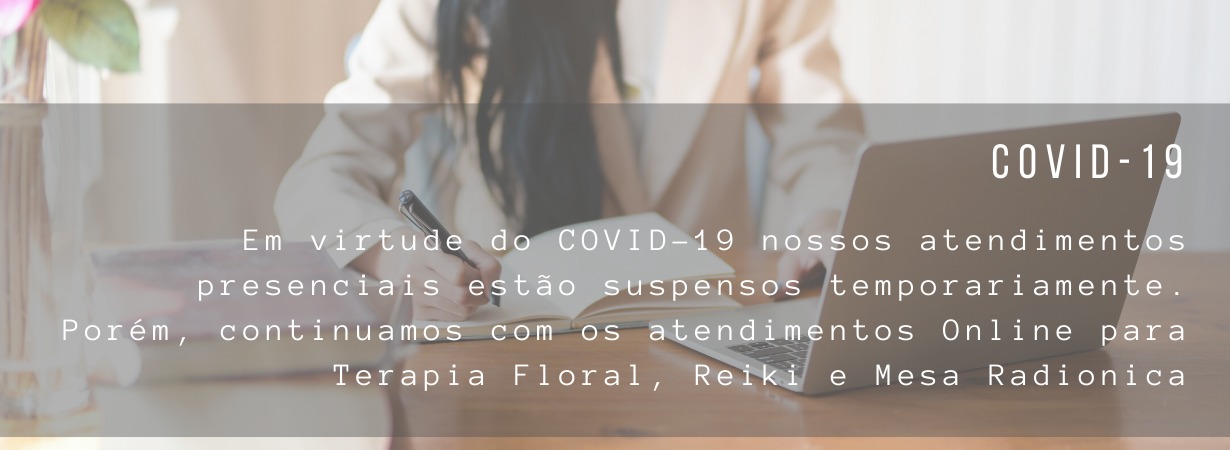 COVID-19
Em virtude do COVID-19 nossos atendimentos
presenciais estão suspensos temporariamente.
Porém, continuamos com os atendimentos Online para
Terapia Floral, Reiki e Mesa Radionica